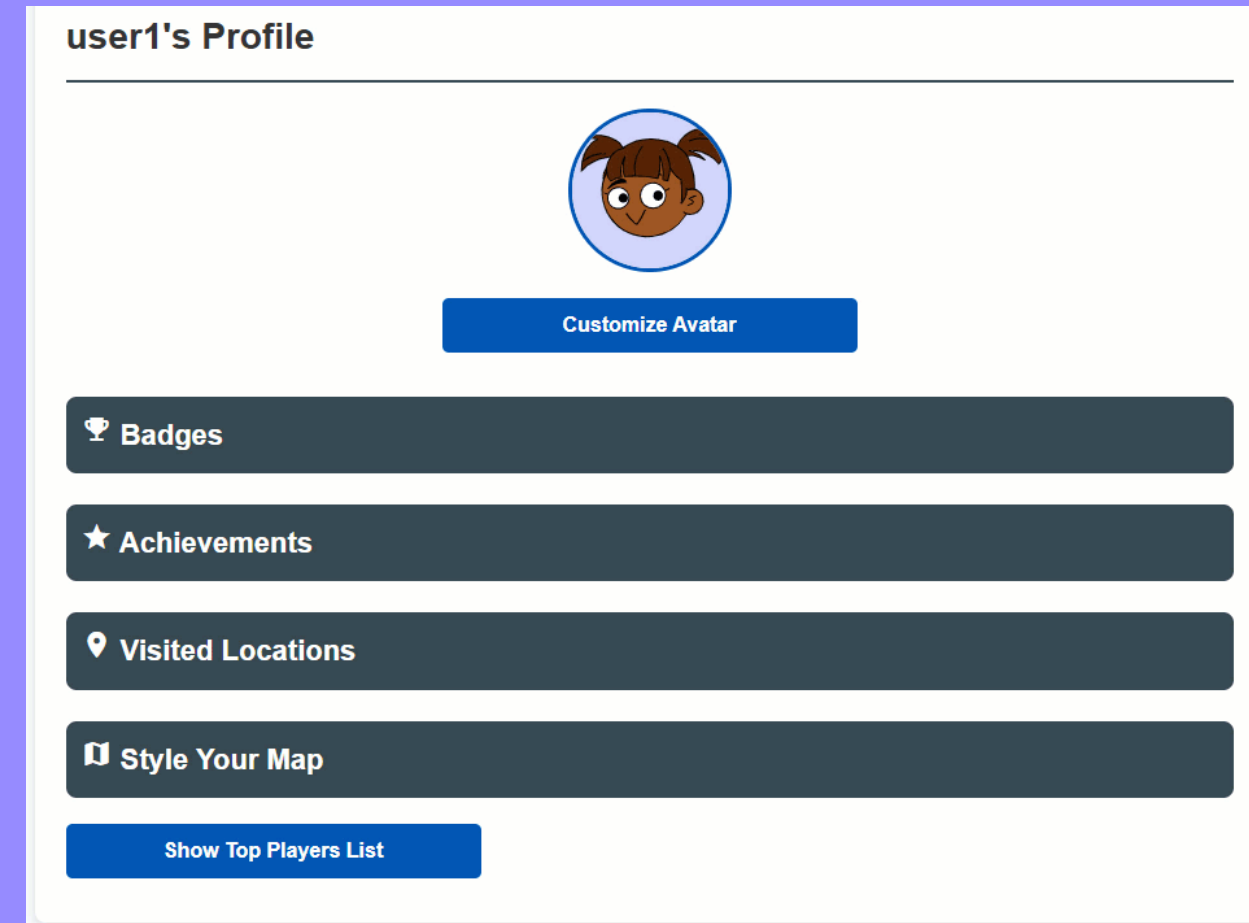 user1's Profile
Customize Avatar
Badges
Achievements
Visited Locations
Style Your Map
Show Top Players List